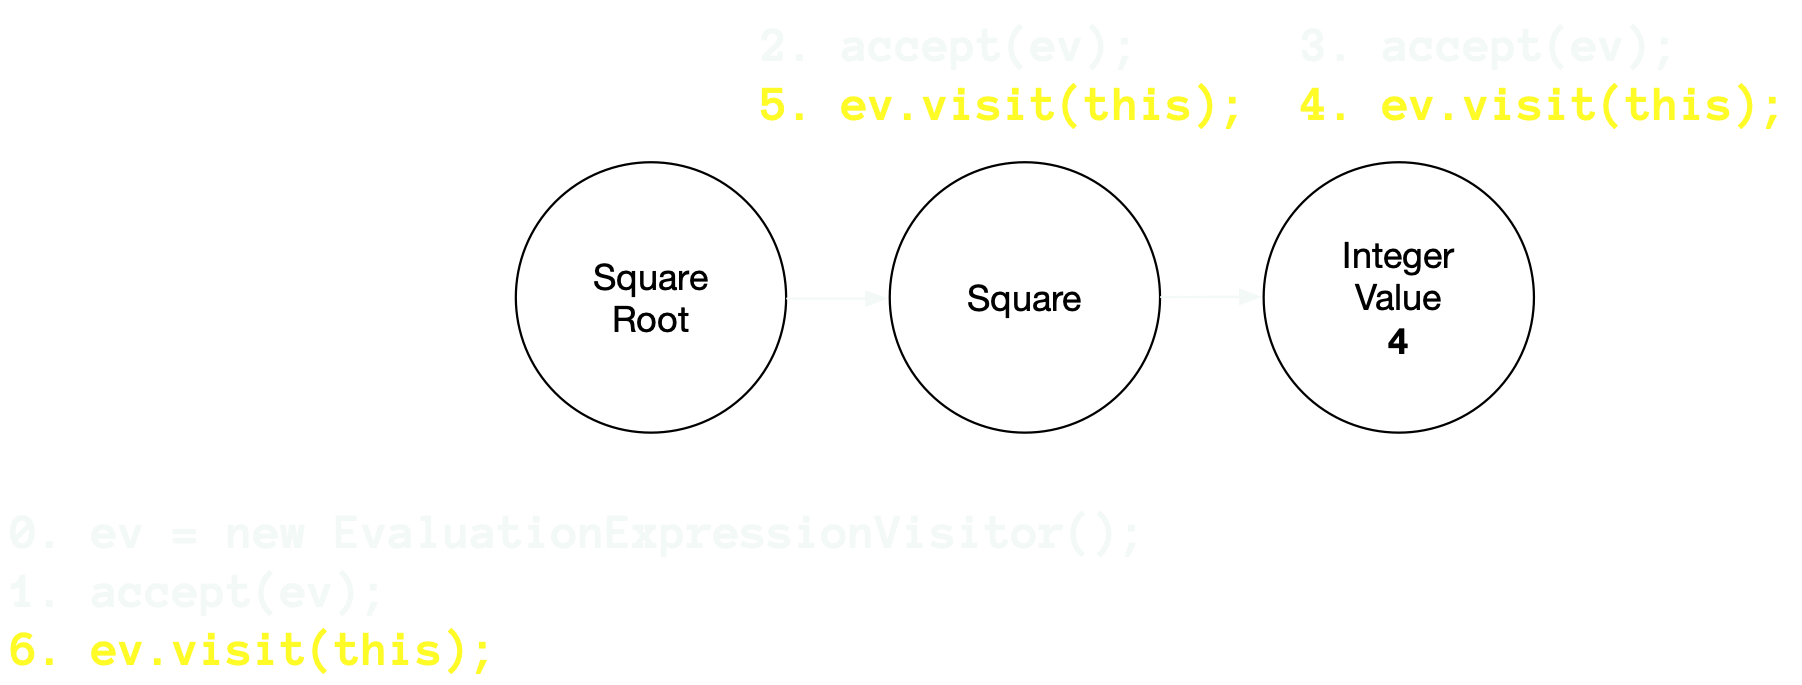 2. accept(ev);
5. ev.visit(this);
3. accept(ev);
4. ev.visit(this);
Square
Root
Square
Integer
Value
4
0. ev = new EvaluationExpressionVisitor();
1. accept(ev);
6. ev.visit(this);